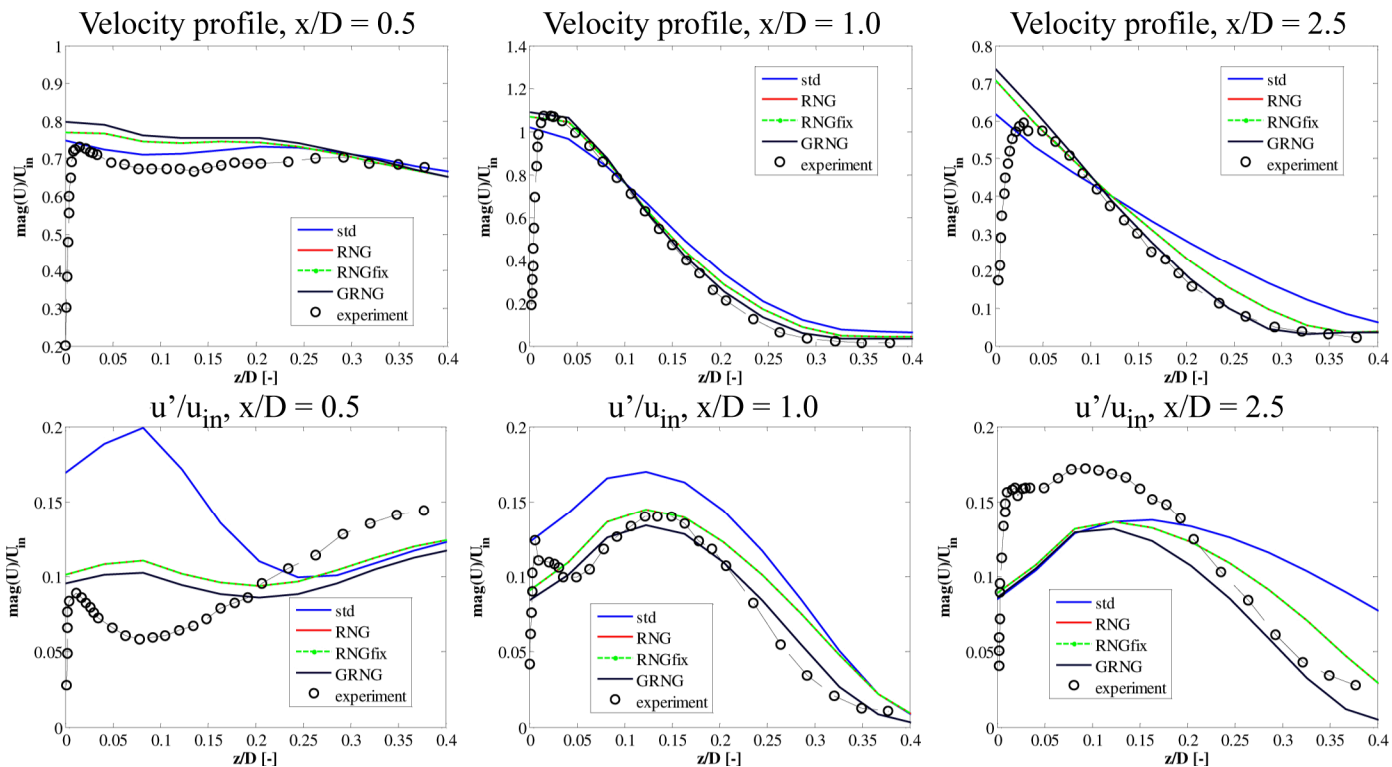 Velocity profile, x/D = 0.5
1
0.9
0.8
0.7
0.6
0.5
0.4
0.3
0.2
mag(U)/U_in
std
RNG
RNGfix
GRNG
experiment
0 0.05 0.1 0.15 0.2 0.25 0.3 0.35 0.4
z/D [-]
Velocity profile, x/D = 1.0
1.4
1.2
1
0.8
0.6
0.4
0.2
0
mag(U)/U_in
std
RNG
RNGfix
GRNG
experiment
0 0.05 0.1 0.15 0.2 0.25 0.3 0.35 0.4
z/D [-]
Velocity profile, x/D = 2.5
0.8
0.7
0.6
0.5
0.4
0.3
0.2
0.1
0
mag(U)/U_in
std
RNG
RNGfix
GRNG
experiment
0 0.05 0.1 0.15 0.2 0.25 0.3 0.35 0.4
z/D [-]
u’/u_in, x/D = 0.5
0.2
0.15
0.1
0.05
0
mag(U)/U_in
std
RNG
RNGfix
GRNG
experiment
0 0.05 0.1 0.15 0.2 0.25 0.3 0.35 0.4
z/D [-]
u’/u_in, x/D = 1.0
0.2
0.15
0.1
0.05
0
mag(U)/U_in
std
RNG
RNGfix
GRNG
experiment
0 0.05 0.1 0.15 0.2 0.25 0.3 0.35 0.4
z/D [-]
u’/u_in, x/D = 2.5
0.2
0.15
0.1
0.05
0
mag(U)/U_in
std
RNG
RNGfix
GRNG
experiment
0 0.05 0.1 0.15 0.2 0.25 0.3 0.35 0.4
z/D [-]